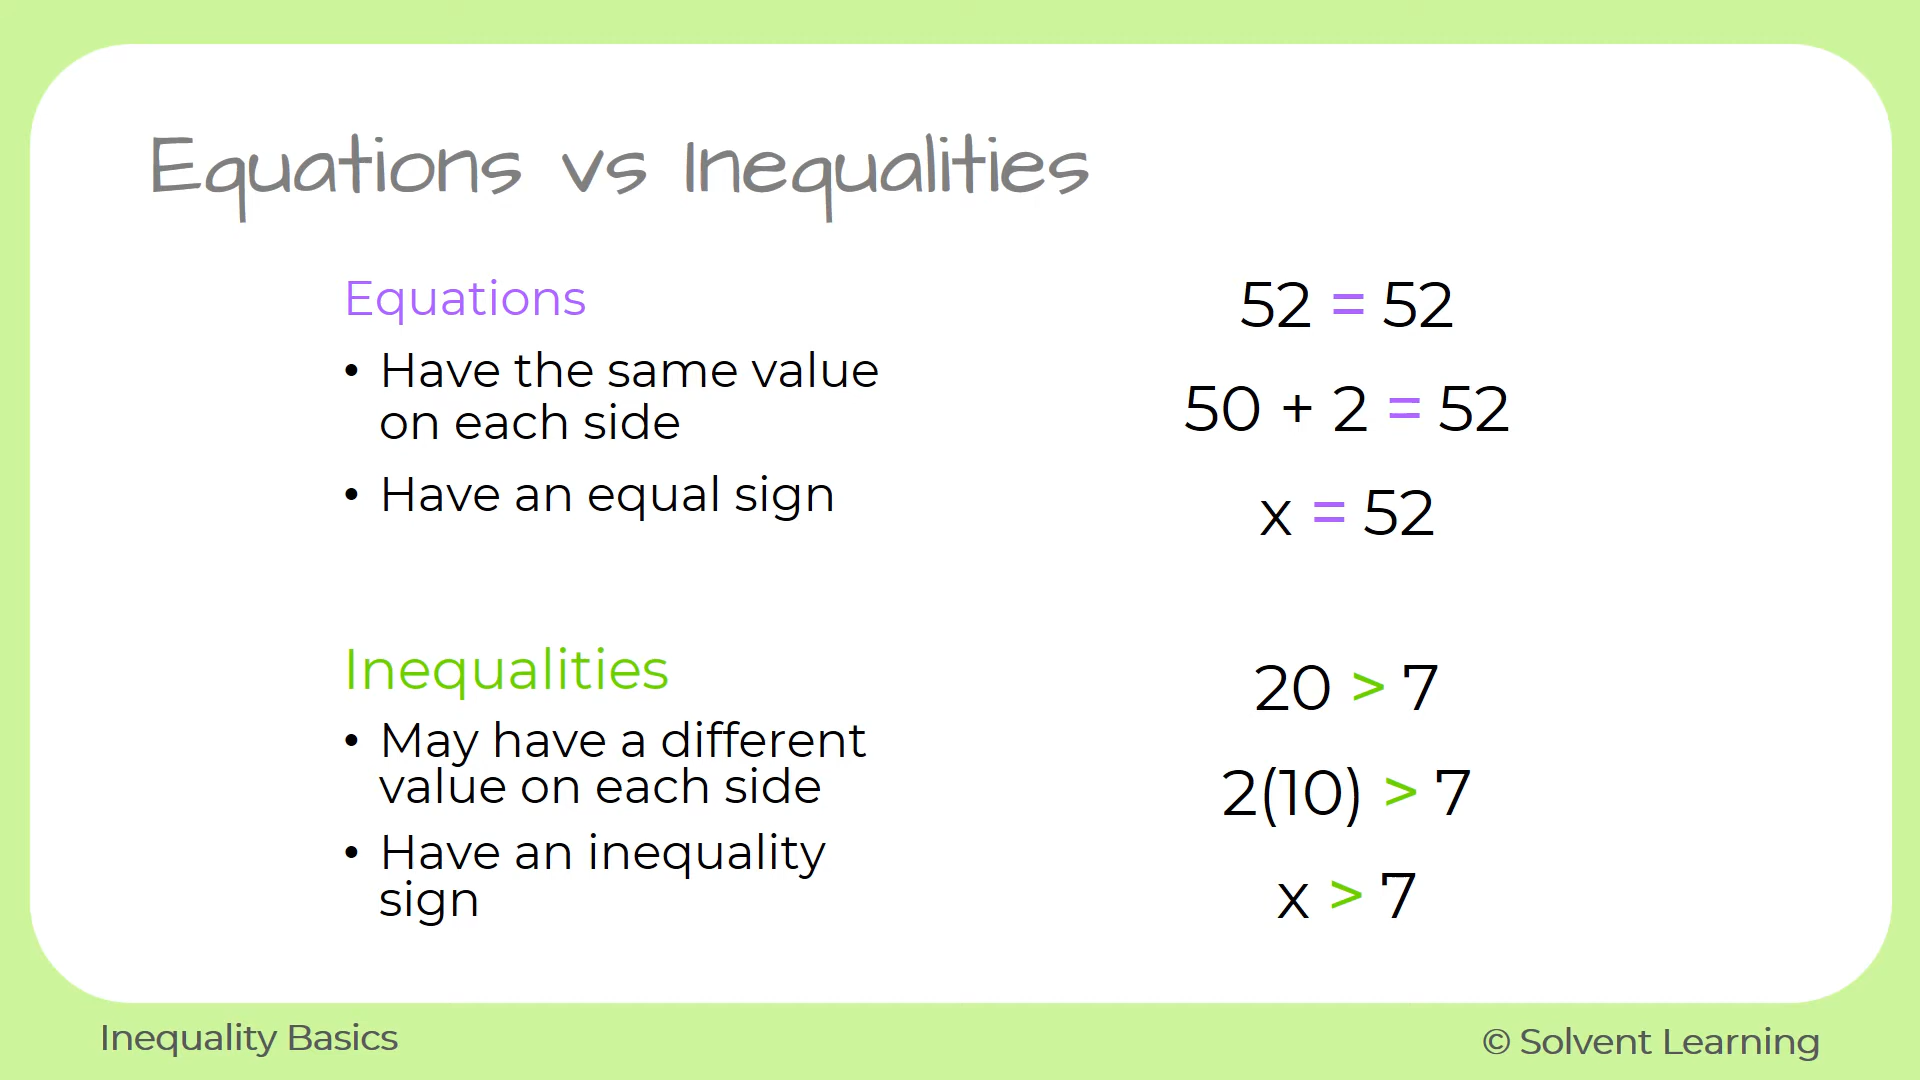 Equations vs Inequalities
Equations
• Have the same value
on each side
• Have an equal sign
52 = 52
50 + 2 = 52
x = 52
Inequalities
• May have a different
value on each side
• Have an inequality
sign
20 > 7
2(10) > 7
x > 7
Inequality Basics
© Solvent Learning